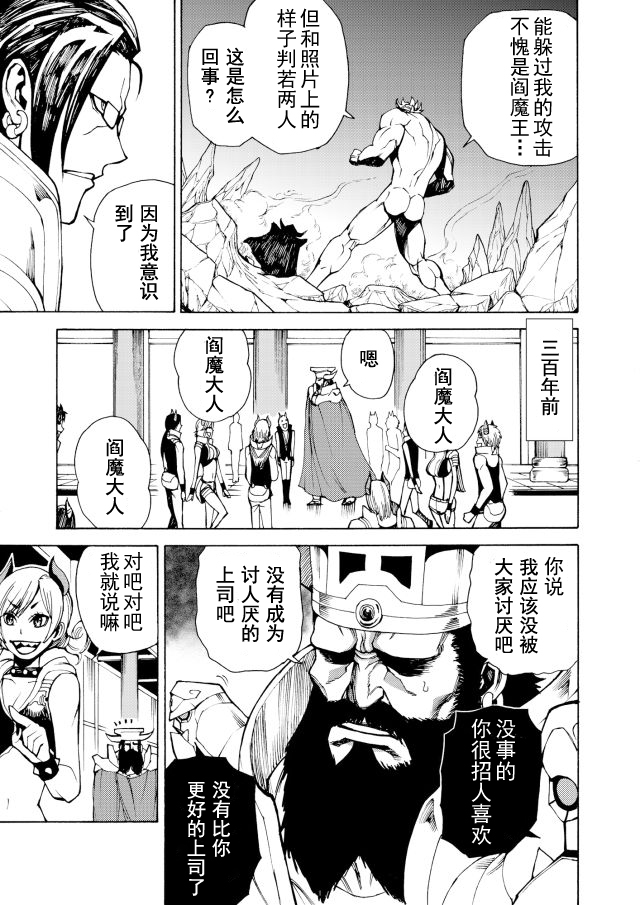 能躲过我的攻击
不愧是阎魔王…
但和照片上的
样子判若两人
这是怎么
回事？
因为我意识
到了
三百年前
阎魔大人
嗯
阎魔大人
阎魔大人
你说
我应该没被
大家讨厌吧
没有成为
讨人厌的
上司吧
没事的
你很招人喜欢
没有比你
更好的上司了
对吧对吧
我就说嘛